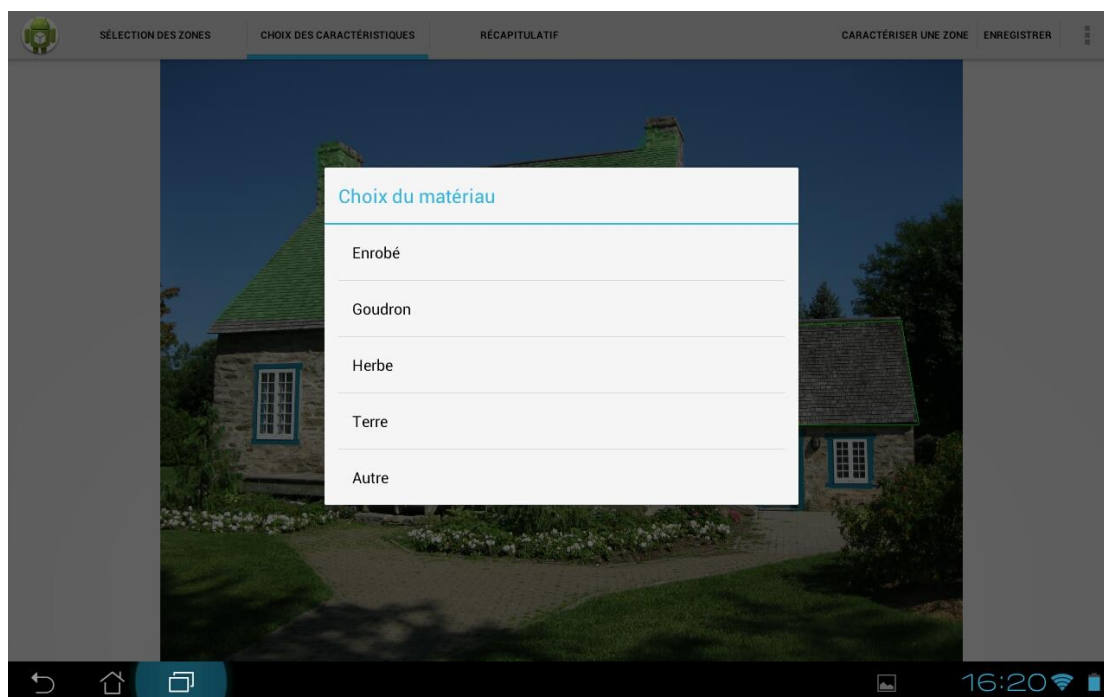 SÉLECTION DES ZONES
CHOIX DES CARACTÉRISTIQUES
RÉCAPITULATIF
CARACTÉRISER UNE ZONE
ENREGISTRER
Choix du matériau
Enrobé
Goudron
Herbe
Terre
Autre
16:20